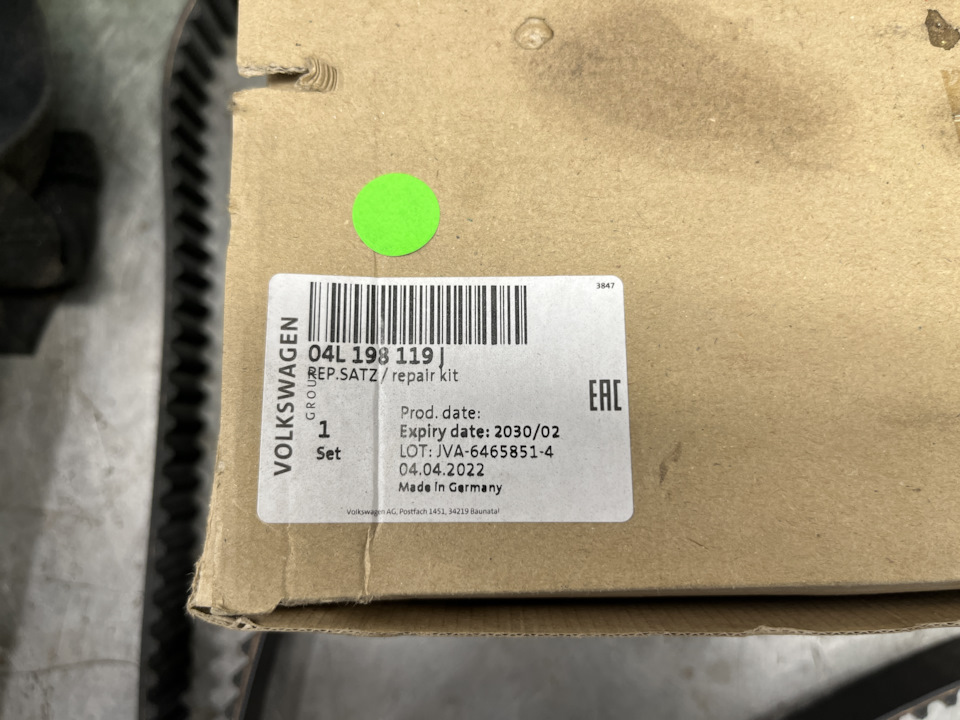 3847
VOLKSWAGEN
GROUP
04L 198 119 J
REP.SATZ / repair kit
EAC
1
Set
Prod. date:
Expiry date: 2030/02
LOT: JVA-6465851-4
04.04.2022
Made in Germany
Volkswagen AG, Postfach 1451, 34219 Baunatal